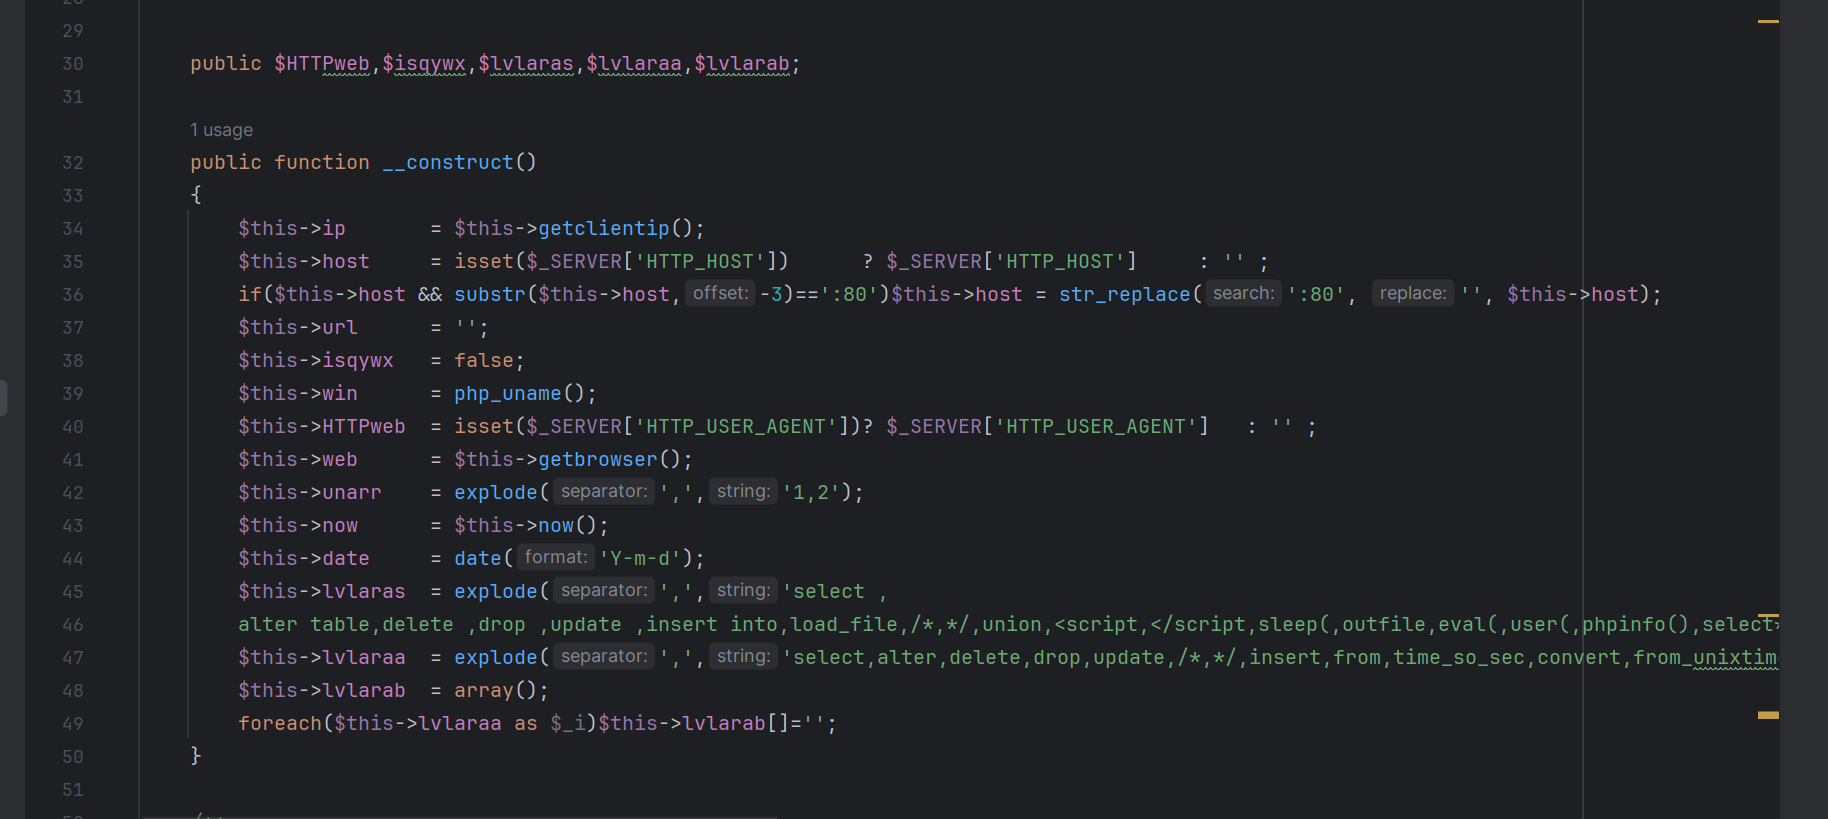 29
30 public $HTTPweb,$isqywx,$lvlaras,$lvlaraa,$lvlarab;
31
1 usage
32 public function __construct()
33 {
34 $this->ip = $this->getclientip();
35 $this->host = isset($_SERVER['HTTP_HOST']) ? $_SERVER['HTTP_HOST'] : '' ;
36 if($this->host && substr($this->host, offset: -3)==':80')$this->host = str_replace( search: ':80', replace: '', $this->host);
37 $this->url = '';
38 $this->isqywx = false;
39 $this->win = php_uname();
40 $this->HTTPweb = isset($_SERVER['HTTP_USER_AGENT'])? $_SERVER['HTTP_USER_AGENT'] : '' ;
41 $this->web = $this->getbrowser();
42 $this->unarr = explode( separator: ',', string: '1,2');
43 $this->now = $this->now();
44 $this->date = date( format: 'Y-m-d');
45 $this->lvlaras = explode( separator: ',', string: 'select ,
46 alter table,delete ,drop ,update ,insert into,load_file,/*,*/,union,<script,</script,sleep(,outfile,eval(,user(,phpinfo(),select*
47 $this->lvlaraa = explode( separator: ',', string: 'select,alter,delete,drop,update,/*,*/,insert,from,time_so_sec,convert,from_unixtim
48 $this->lvlarab = array();
49 foreach($this->lvlaraa as $_i)$this->lvlarab[]='';
50 }
51